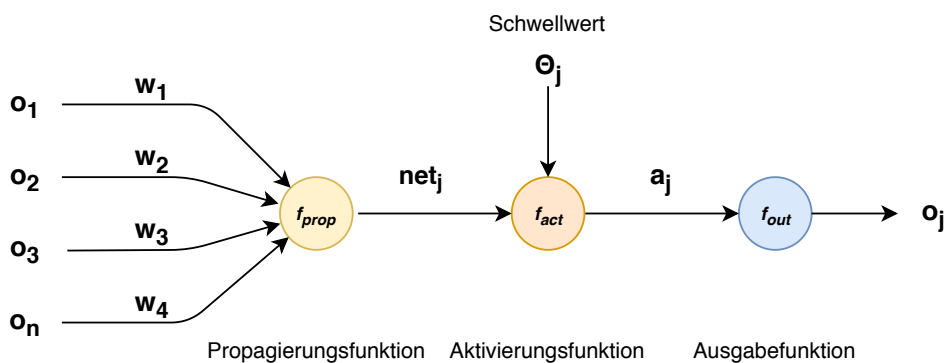 Schwellwert
Θj
w1
o1
w2
o2
netj
aj
fprop
fact
fout
oj
w3
o3
w4
on
Propagierungsfunktion
Aktivierungsfunktion
Ausgabefunktion